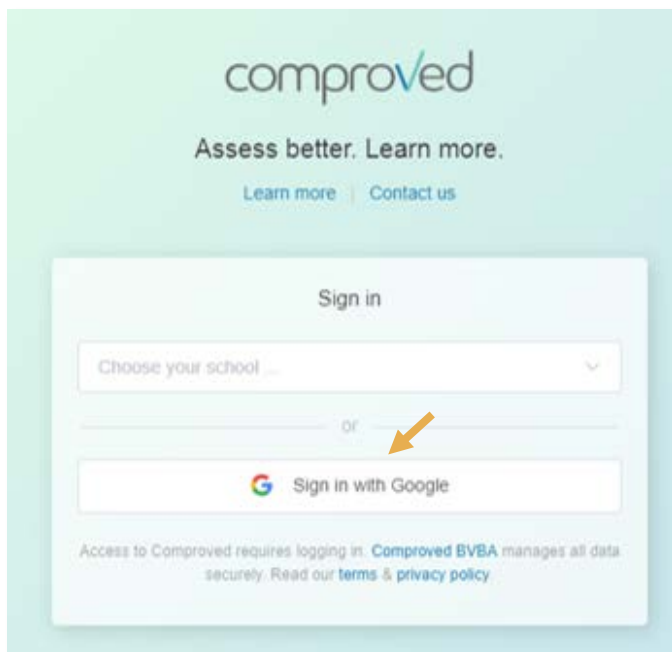 comproved
Assess better. Learn more.
Learn more | Contact us
Sign in
Choose your school ...
or
Sign in with Google
Access to Comproved requires logging in. Comproved BVBA manages all data
securely. Read our terms & privacy policy